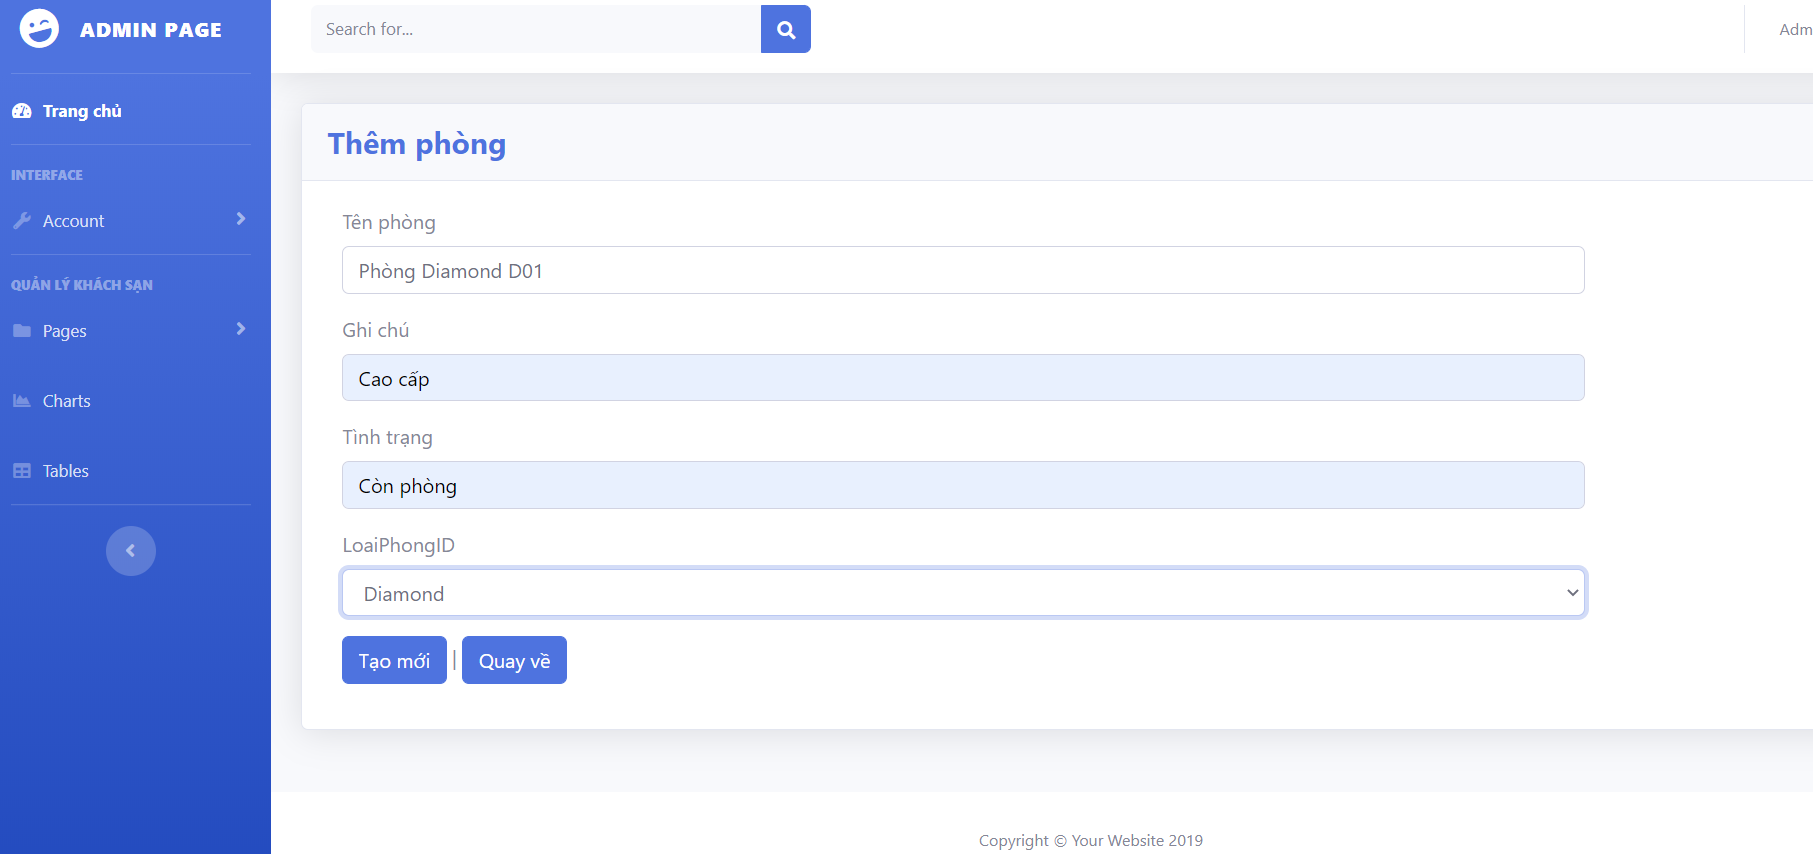 ADMIN PAGE
Search for...
Adm
Trang chủ
INTERFACE
Account
QUẢN LÝ KHÁCH SẠN
Pages
Charts
Tables
Thêm phòng
Tên phòng
Phòng Diamond D01
Ghi chú
Cao cấp
Tình trạng
Còn phòng
LoaiPhongID
Diamond
Tạo mới | Quay về
Copyright © Your Website 2019